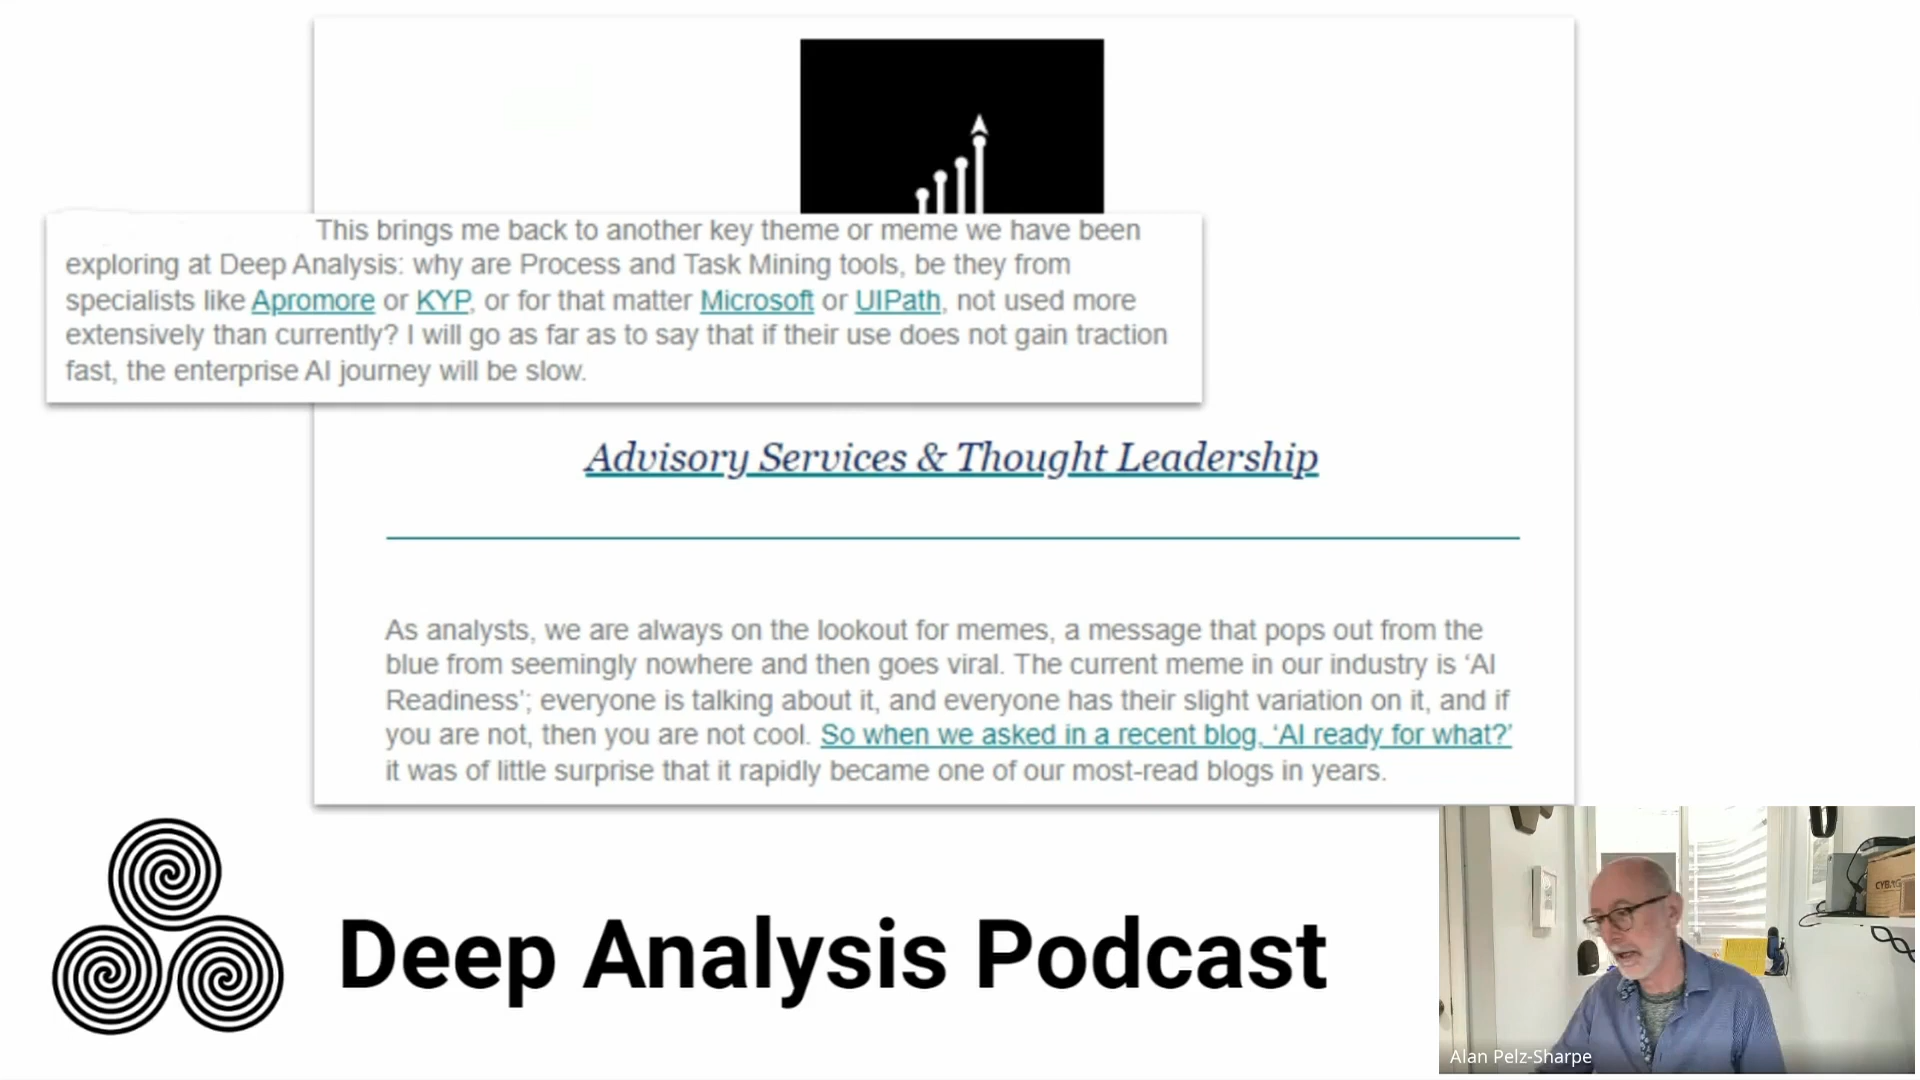 This brings me back to another key theme or meme we have been
exploring at Deep Analysis: why are Process and Task Mining tools, be they from
specialists like Apromore or KYP, or for that matter Microsoft or UIPath, not used more
extensively than currently? I will go as far as to say that if their use does not gain traction
fast, the enterprise AI journey will be slow.
Advisory Services & Thought Leadership
As analysts, we are always on the lookout for memes, a message that pops out from the
blue from seemingly nowhere and then goes viral. The current meme in our industry is ‘AI
Readiness’; everyone is talking about it, and everyone has their slight variation on it, and if
you are not, then you are not cool. So when we asked in a recent blog, ‘AI ready for what?’
it was of little surprise that it rapidly became one of our most-read blogs in years.
Deep Analysis Podcast
Alan Pelz-Sharpe